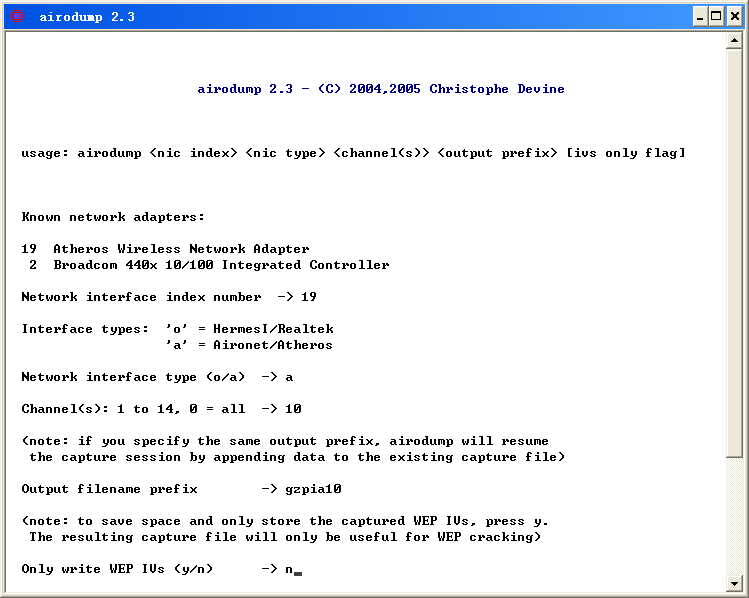 airodump 2.3
airodump 2.3 - (C) 2004,2005 Christophe Devine
usage: airodump <nic index> <nic type> <channel(s)> <output prefix> [ivs only flag]
Known network adapters:
19  Atheros Wireless Network Adapter
 2  Broadcom 440x 10/100 Integrated Controller
Network interface index number  -> 19
Interface types:  'o' = HermesI/Realtek
                  'a' = Aironet/Atheros
Network interface type (o/a)  -> a
Channel(s): 1 to 14, 0 = all  -> 10
(note: if you specify the same output prefix, airodump will resume
 the capture session by appending data to the existing capture file)
Output filename prefix        -> gzpia10
(note: to save space and only store the captured WEP IVs, press y.
 The resulting capture file will only be useful for WEP cracking)
Only write WEP IVs (y/n)      -> n_